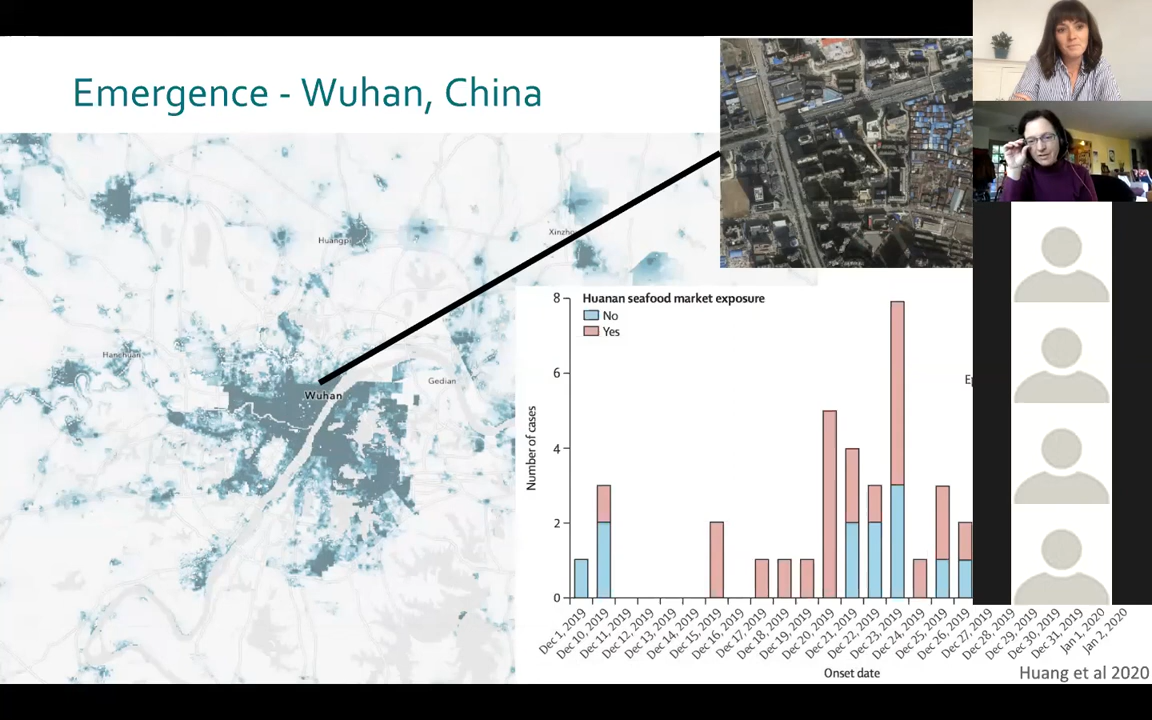 Emergence - Wuhan, China
Huangpi
Xinzho
Hanchuan
Gedian
Wuhan
Huanan seafood market exposure
No
Yes
8
6
4
2
0
Number of cases
Dec 1, 2019
Dec 10, 2019
Dec 11, 2019
Dec 12, 2019
Dec 13, 2019
Dec 14, 2019
Dec 15, 2019
Dec 16, 2019
Dec 17, 2019
Dec 18, 2019
Dec 19, 2019
Dec 20, 2019
Dec 21, 2019
Dec 22, 2019
Dec 23, 2019
Dec 24, 2019
Dec 25, 2019
Dec 26, 2019
Dec 27, 2019
Dec 28, 2019
Dec 29, 2019
Dec 30, 2019
Dec 31, 2019
Jan 1, 2020
Jan 2, 2020
Onset date
Huang et al 2020